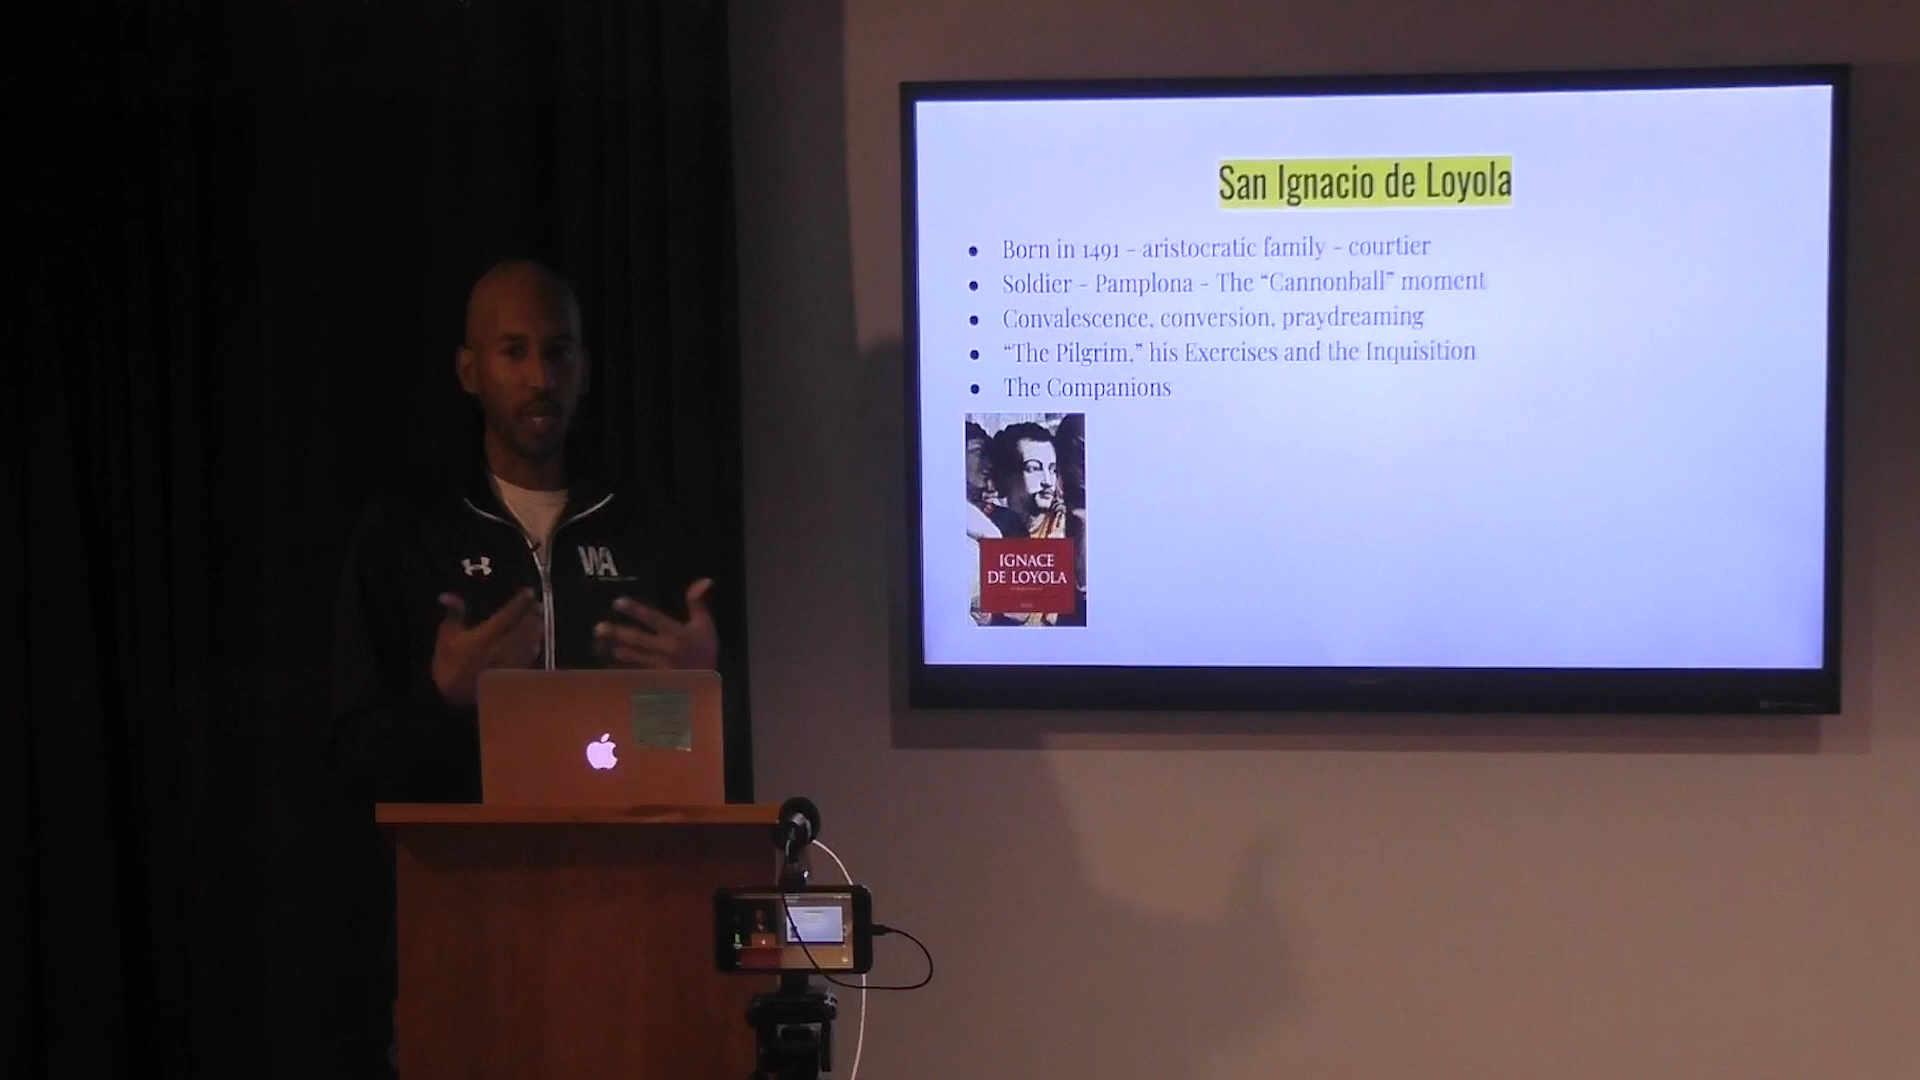 San Ignacio de Loyola
Born in 1491 - aristocratic family - courtier
Soldier - Pamplona - The “Cannonball” moment
Convalescence, conversion, praydreaming
“The Pilgrim,” his Exercises and the Inquisition
The Companions
IGNACE
DE LOYOLA
WA